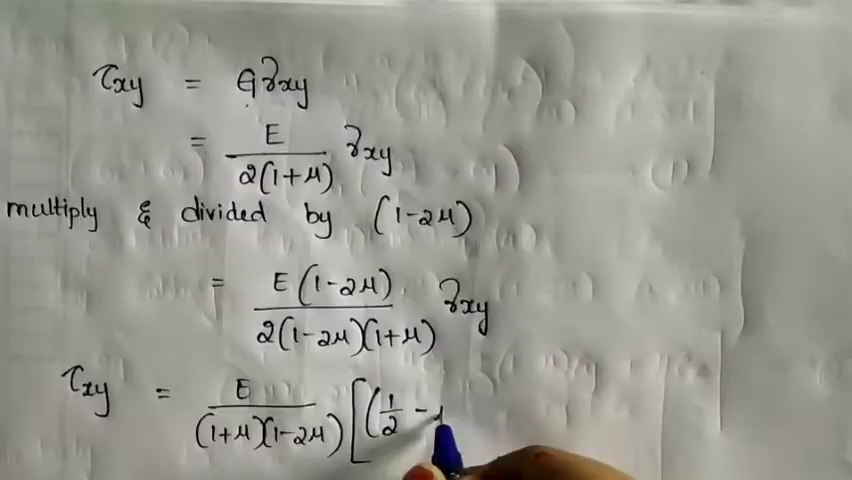 τxy = Gγxy
= E / 2(1+μ) γxy
multiply & divided by (1-2μ)
= E(1-2μ) / 2(1-2μ)(1+μ) γxy
τxy = E / (1+μ)(1-2μ) [(1/2 -